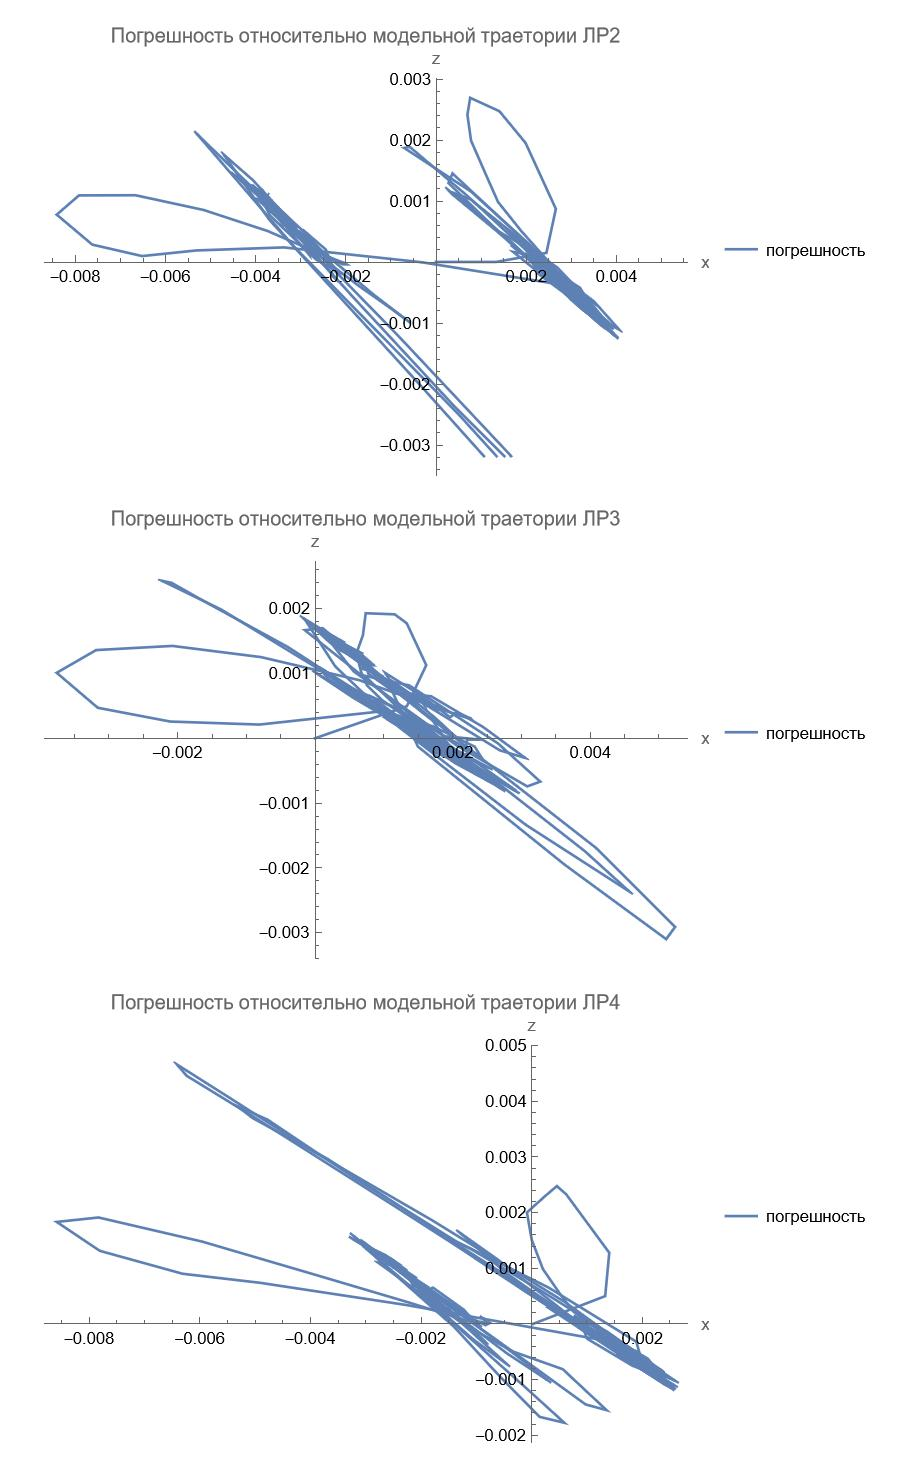 Погрешность относительно модельной траетории ЛР2
z
0.003
0.002
0.001
−0.008 −0.006 −0.004 −0.002 0.002 0.004 x
−0.001
−0.002
−0.003
погрешность
Погрешность относительно модельной траетории ЛР3
z
0.002
0.001
−0.002 0.002 0.004 x
−0.001
−0.002
−0.003
погрешность
Погрешность относительно модельной траетории ЛР4
z
0.005
0.004
0.003
0.002
0.001
−0.008 −0.006 −0.004 −0.002 0.002 x
−0.001
−0.002
погрешность